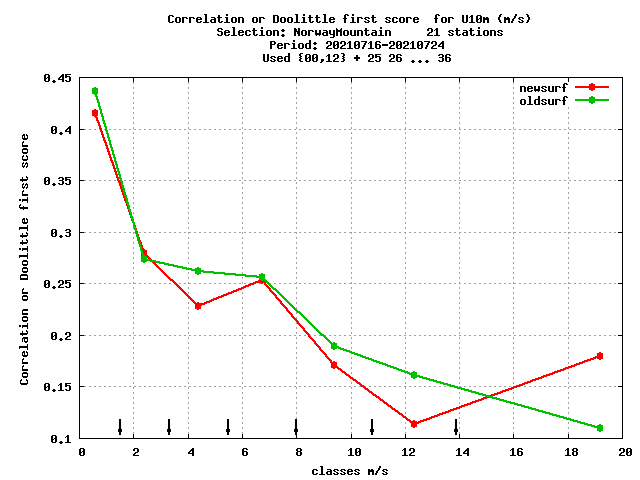 Correlation or Doolittle first score  for U10m (m/s)
Selection: NorwayMountain     21 stations
Period: 20210716-20210724
Used {00,12} + 25 26 ... 36
newsurf
oldsurf
Correlation or Doolittle first score
0.45
0.4
0.35
0.3
0.25
0.2
0.15
0.1
0 2 4 6 8 10 12 14 16 18 20
classes m/s